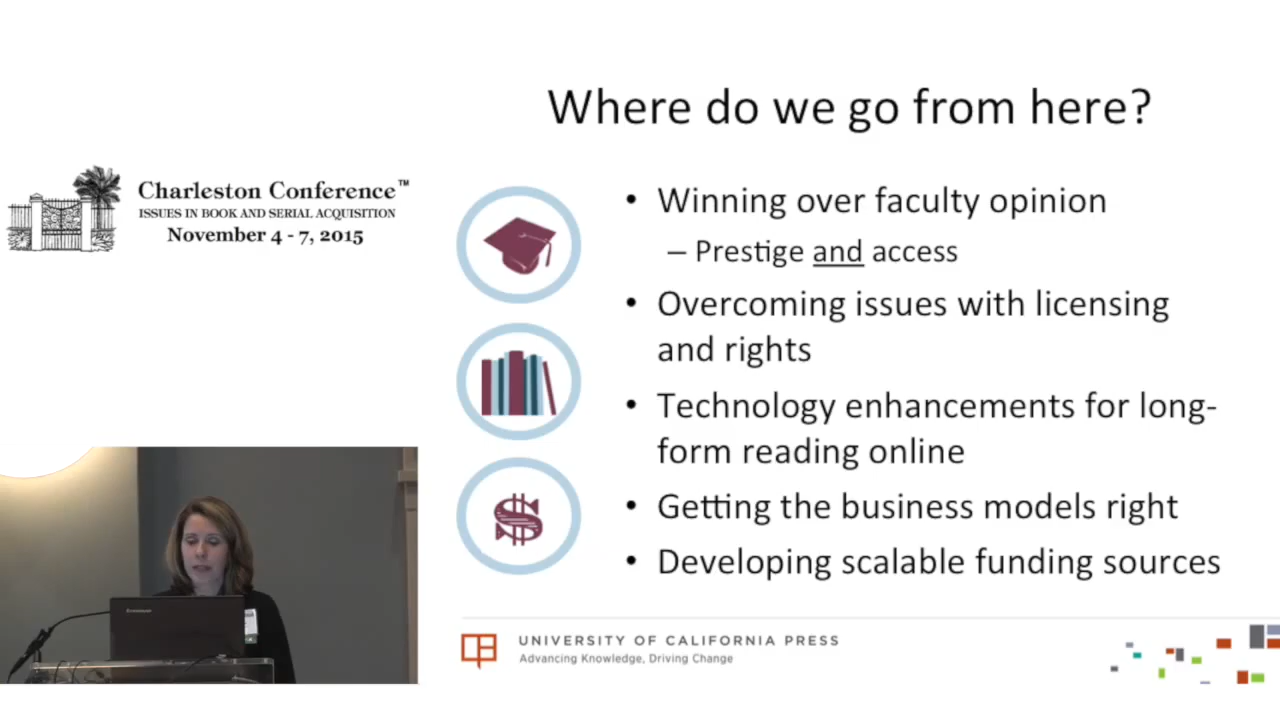 Where do we go from here?
Charleston Conference™
ISSUES IN BOOK AND SERIAL ACQUISITION
November 4 - 7, 2015
• Winning over faculty opinion
– Prestige and access
• Overcoming issues with licensing
and rights
• Technology enhancements for long-
form reading online
• Getting the business models right
• Developing scalable funding sources
UNIVERSITY OF CALIFORNIA PRESS
Advancing Knowledge, Driving Change